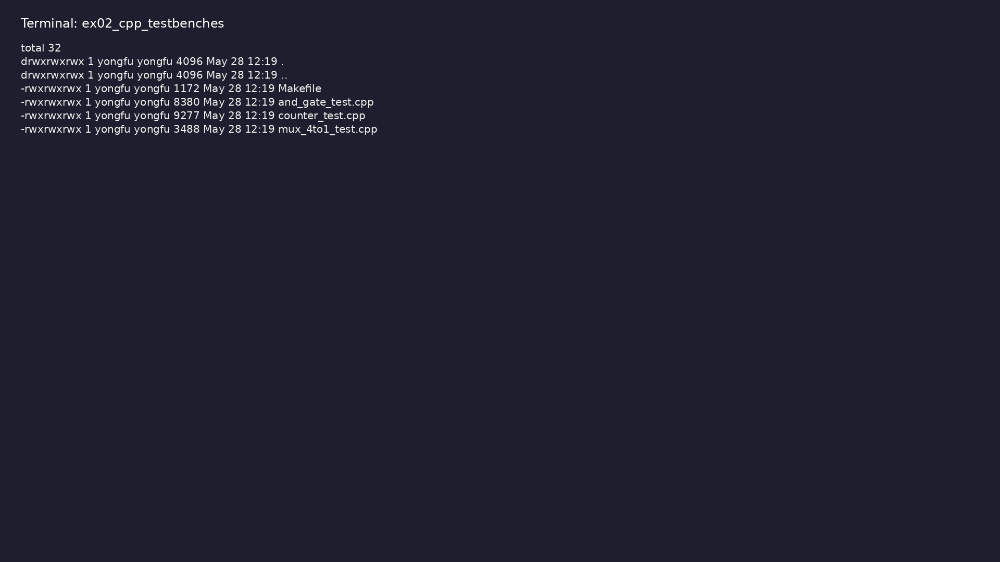 Terminal: ex02_cpp_testbenches
total 32
drwxrwxrwx 1 yongfu yongfu 4096 May 28 12:19 .
drwxrwxrwx 1 yongfu yongfu 4096 May 28 12:19 ..
-rwxrwxrwx 1 yongfu yongfu 1172 May 28 12:19 Makefile
-rwxrwxrwx 1 yongfu yongfu 8380 May 28 12:19 and_gate_test.cpp
-rwxrwxrwx 1 yongfu yongfu 9277 May 28 12:19 counter_test.cpp
-rwxrwxrwx 1 yongfu yongfu 3488 May 28 12:19 mux_4to1_test.cpp